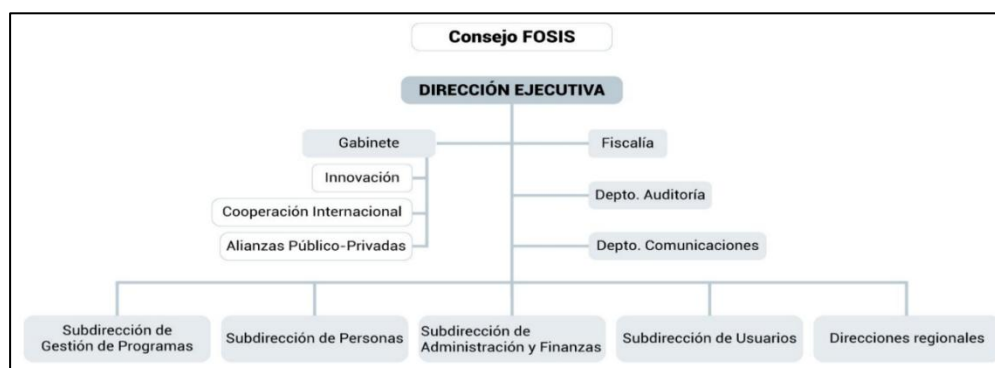 Consejo FOSIS
DIRECCIÓN EJECUTIVA
Gabinete
Fiscalía
Innovación
Cooperación Internacional
Depto. Auditoría
Alianzas Público-Privadas
Depto. Comunicaciones
Subdirección de
Gestión de Programas
Subdirección de Personas
Subdirección de
Administración y Finanzas
Subdirección de Usuarios
Direcciones regionales